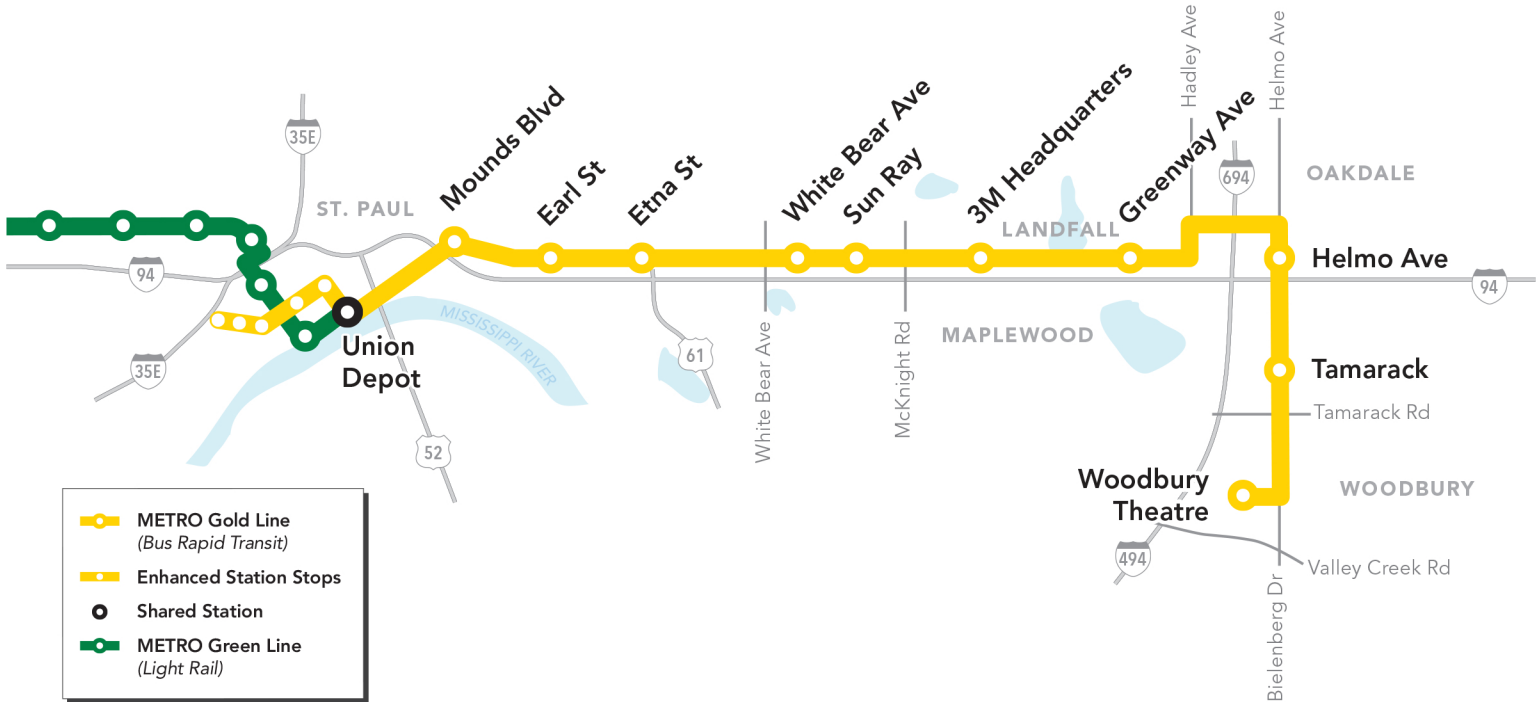 Hadley Ave
Helmo Ave
35E
Mounds Blvd
Earl St
Etna St
White Bear Ave
Sun Ray
3M Headquarters
Greenway Ave
694
OAKDALE
ST. PAUL
LANDFALL
Helmo Ave
94
94
MISSISSIPPI RIVER
MAPLEWOOD
Union
Depot
35E
61
White Bear Ave
McKnight Rd
Tamarack
Tamarack Rd
52
Woodbury
Theatre
WOODBURY
494
Valley Creek Rd
Bielenberg Dr
METRO Gold Line
(Bus Rapid Transit)
Enhanced Station Stops
Shared Station
METRO Green Line
(Light Rail)